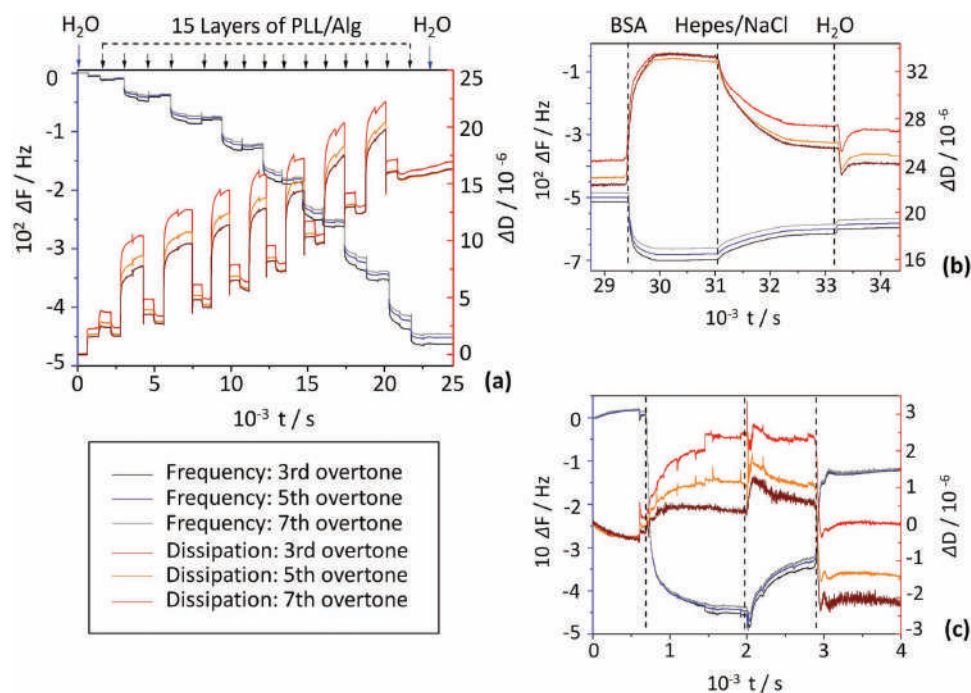 H₂O 15 Layers of PLL/Alg H₂O
0 -1 -2 -3 -4 -5
10² ΔF / Hz
25 20 15 10 5 0
ΔD / 10⁻⁶
0 5 10 15 20 25
10⁻³ t / s
(a)
BSA Hepes/NaCl H₂O
-1 -3 -5 -7
10² ΔF / Hz
32 28 24 20 16
ΔD / 10⁻⁶
29 30 31 32 33 34
10⁻³ t / s
(b)
Frequency: 3rd overtone
Frequency: 5th overtone
Frequency: 7th overtone
Dissipation: 3rd overtone
Dissipation: 5th overtone
Dissipation: 7th overtone
0 -1 -2 -3 -4 -5
10 ΔF / Hz
3 2 1 0 -1 -2 -3
ΔD / 10⁻⁶
0 1 2 3 4
10⁻³ t / s
(c)